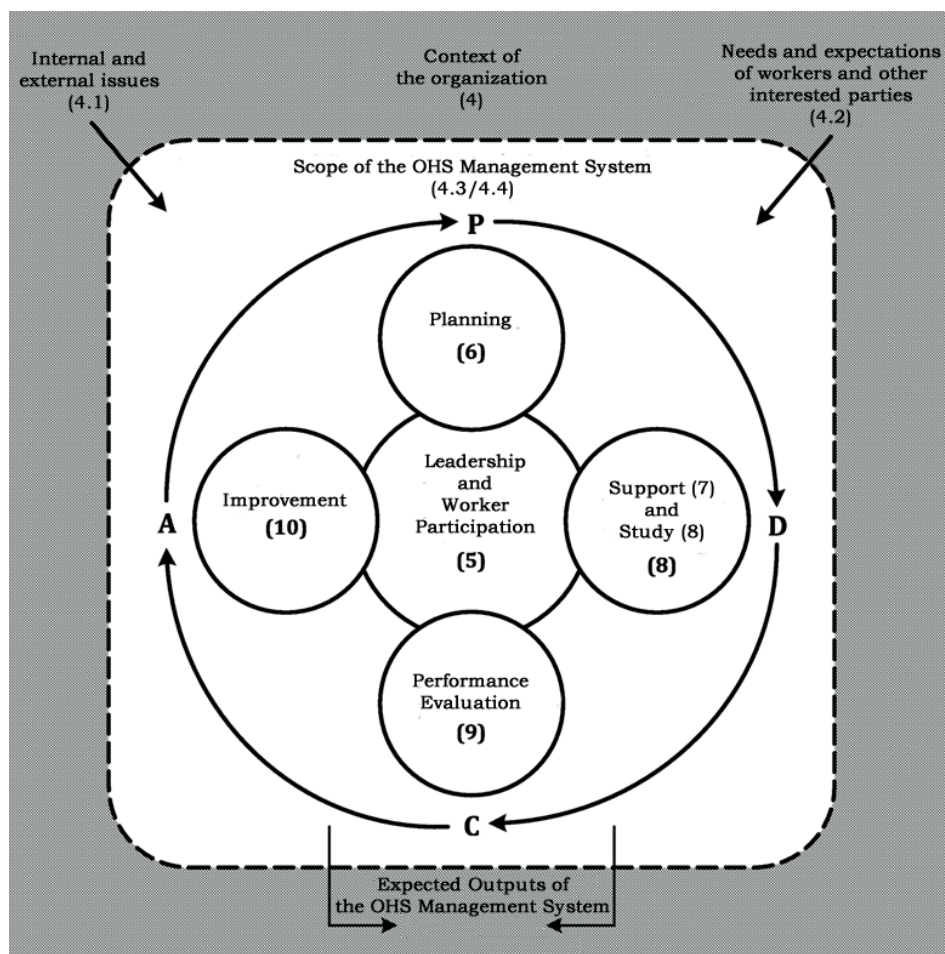 Internal and
external issues
(4.1)
Context of
the organization
(4)
Needs and expectations
of workers and other
interested parties
(4.2)
Scope of the OHS Management System
(4.3/4.4)
P
Planning
(6)
Leadership
and
Worker
Participation
(5)
Improvement
(10)
A
Support (7)
and
Study (8)
(8)
D
Performance
Evaluation
(9)
C
Expected Outputs of
the OHS Management System